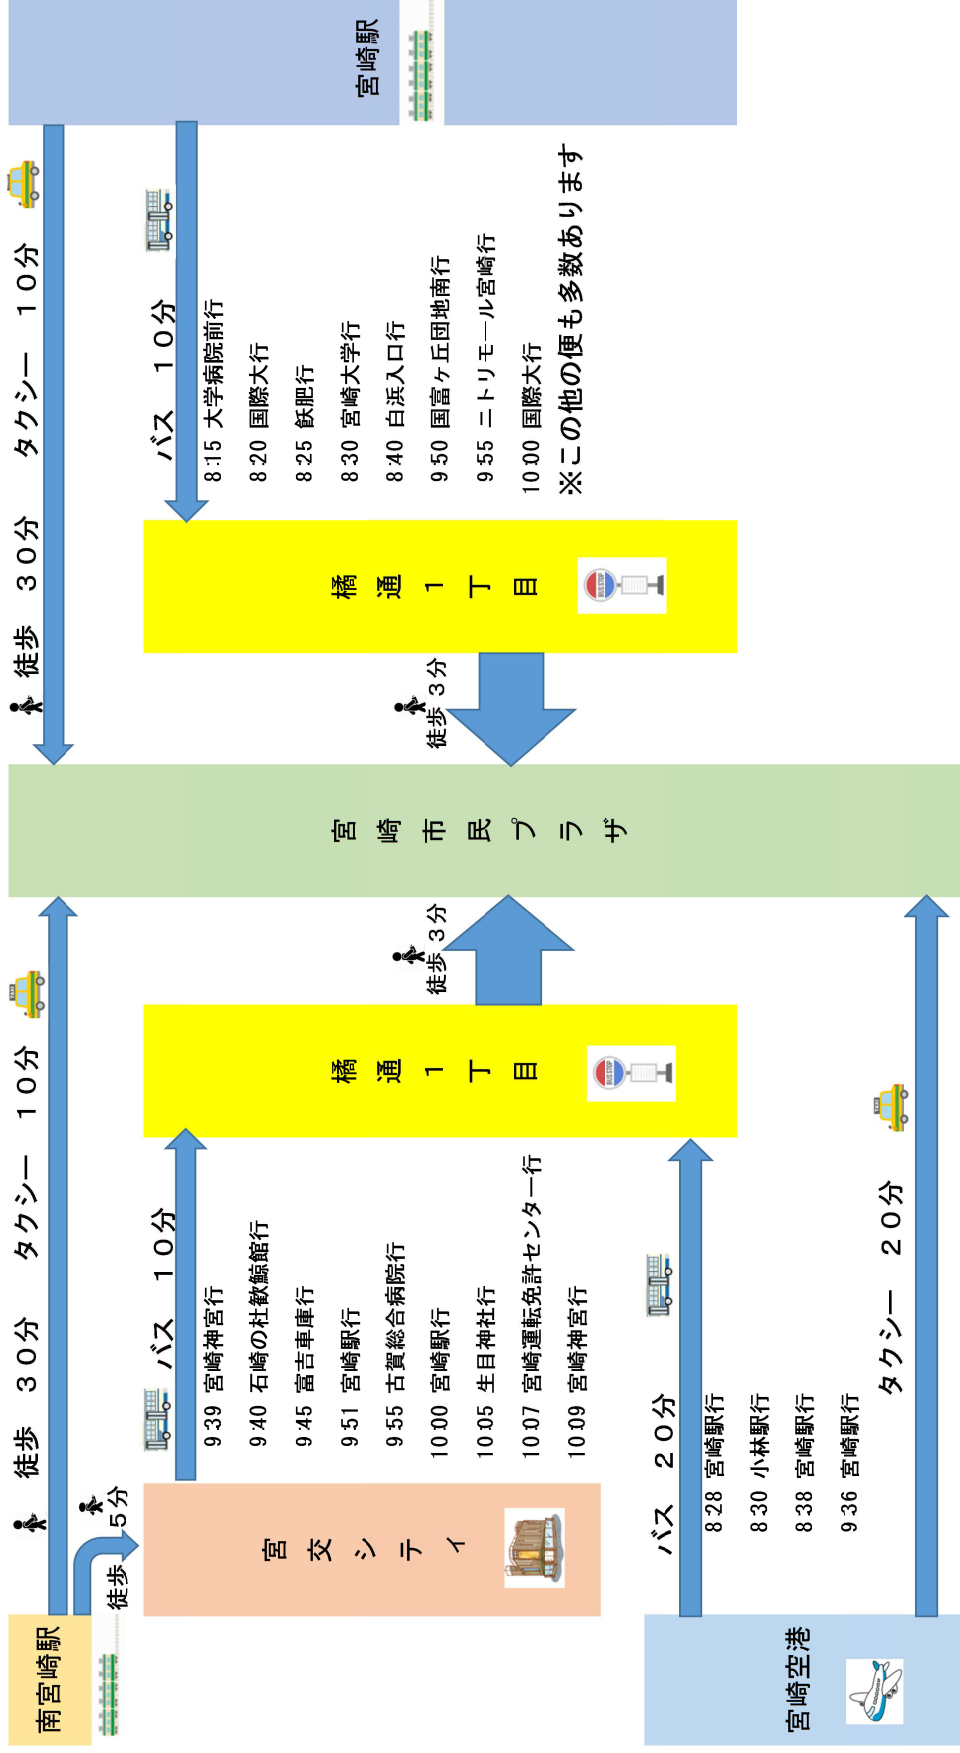 南宮崎駅
徒歩　３０分　　タクシー　１０分
徒歩　５分
宮交シティ
バス　１０分
9:39 宮崎神宮行
9:40 石崎の杜歓鯨館行
9:45 富吉車庫行
9:51 宮崎駅行
9:55 古賀総合病院行
10:00 宮崎駅行
10:05 生目神社行
10:07 宮崎運転免許センター行
10:09 宮崎神宮行
橘通１丁目
BUS STOP
徒歩 ３分
宮崎空港
バス　２０分
8:28 宮崎駅行
8:30 小林駅行
8:38 宮崎駅行
9:36 宮崎駅行
タクシー　２０分
TAXI
宮崎市民プラザ
徒歩　３０分　　タクシー　１０分
徒歩 ３分
橘通１丁目
BUS STOP
バス　１０分
8:15 大学病院前行
8:20 国際大行
8:25 飫肥行
8:30 宮崎大学行
8:40 白浜入口行
9:50 国富ヶ丘団地南行
9:55 ニトリモール宮崎行
10:00 国際大行
※この他の便も多数あります
宮崎駅